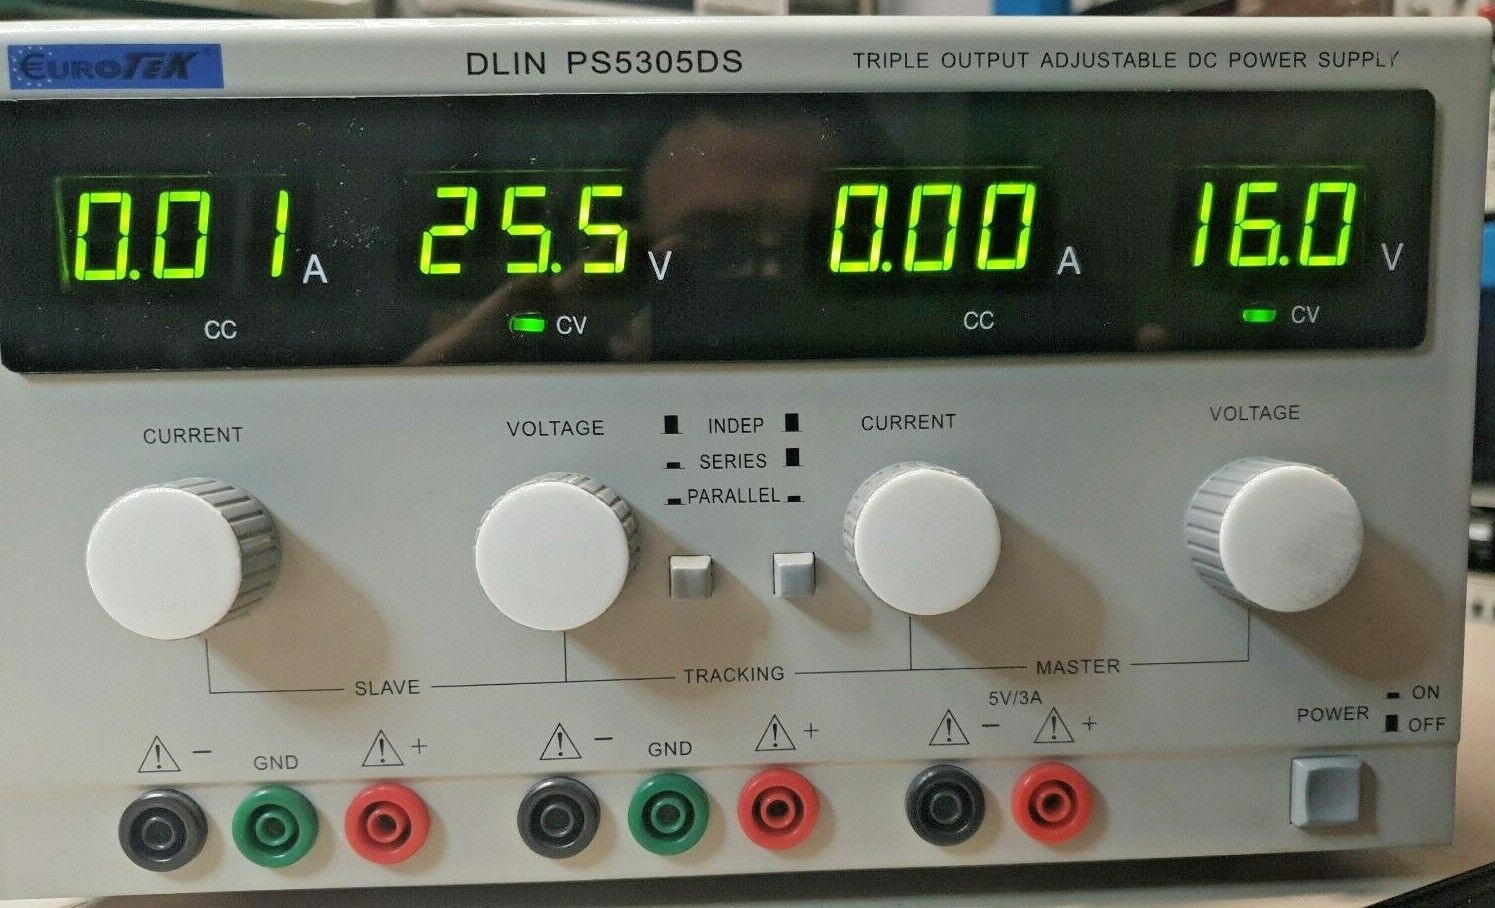 EUROTEK DLIN PS5305DS TRIPLE OUTPUT ADJUSTABLE DC POWER SUPPLY
0.01 A 25.5 V 0.00 A 16.0 V
CC CV CC CV
CURRENT VOLTAGE INDEP CURRENT VOLTAGE
SERIES
PARALLEL
SLAVE TRACKING MASTER
5V/3A
POWER ON
OFF
- GND + - GND + - +